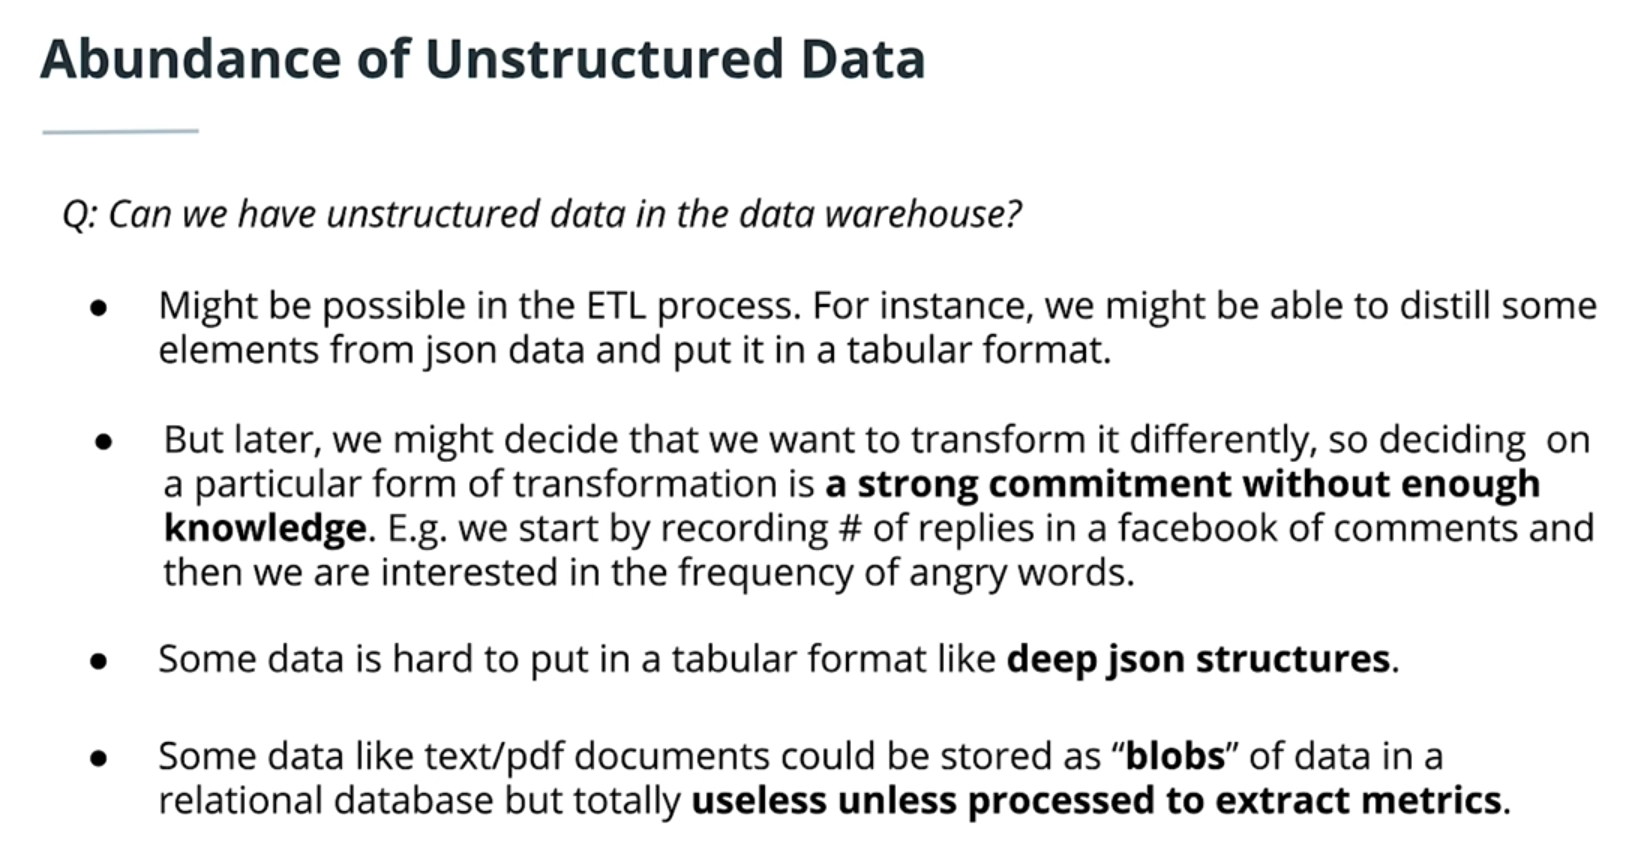 Abundance of Unstructured Data
Q: Can we have unstructured data in the data warehouse?
● Might be possible in the ETL process. For instance, we might be able to distill some
elements from json data and put it in a tabular format.
● But later, we might decide that we want to transform it differently, so deciding  on
a particular form of transformation is a strong commitment without enough
knowledge. E.g. we start by recording # of replies in a facebook of comments and
then we are interested in the frequency of angry words.
● Some data is hard to put in a tabular format like deep json structures.
● Some data like text/pdf documents could be stored as “blobs” of data in a
relational database but totally useless unless processed to extract metrics.